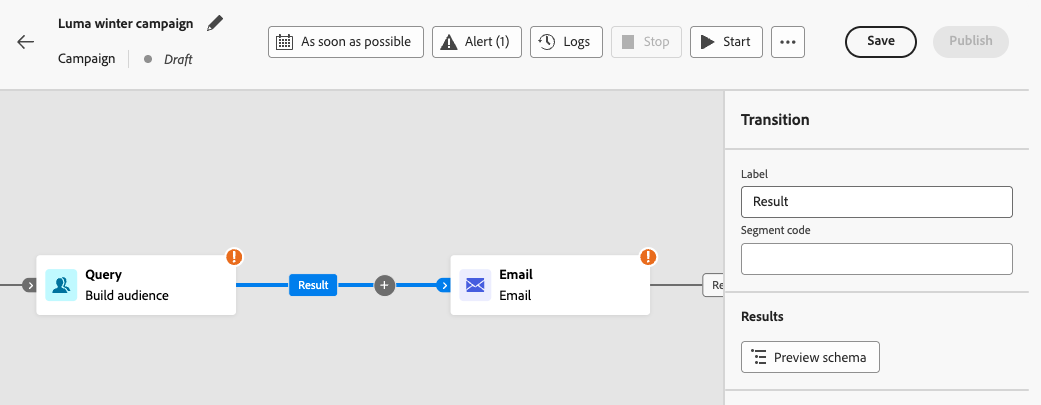 Luma winter campaign
Campaign
Draft
As soon as possible
Alert (1)
Logs
Stop
Start
Save
Publish
Transition
Label
Result
Segment code
Query
Build audience
Result
Email
Email
Re
Results
Preview schema